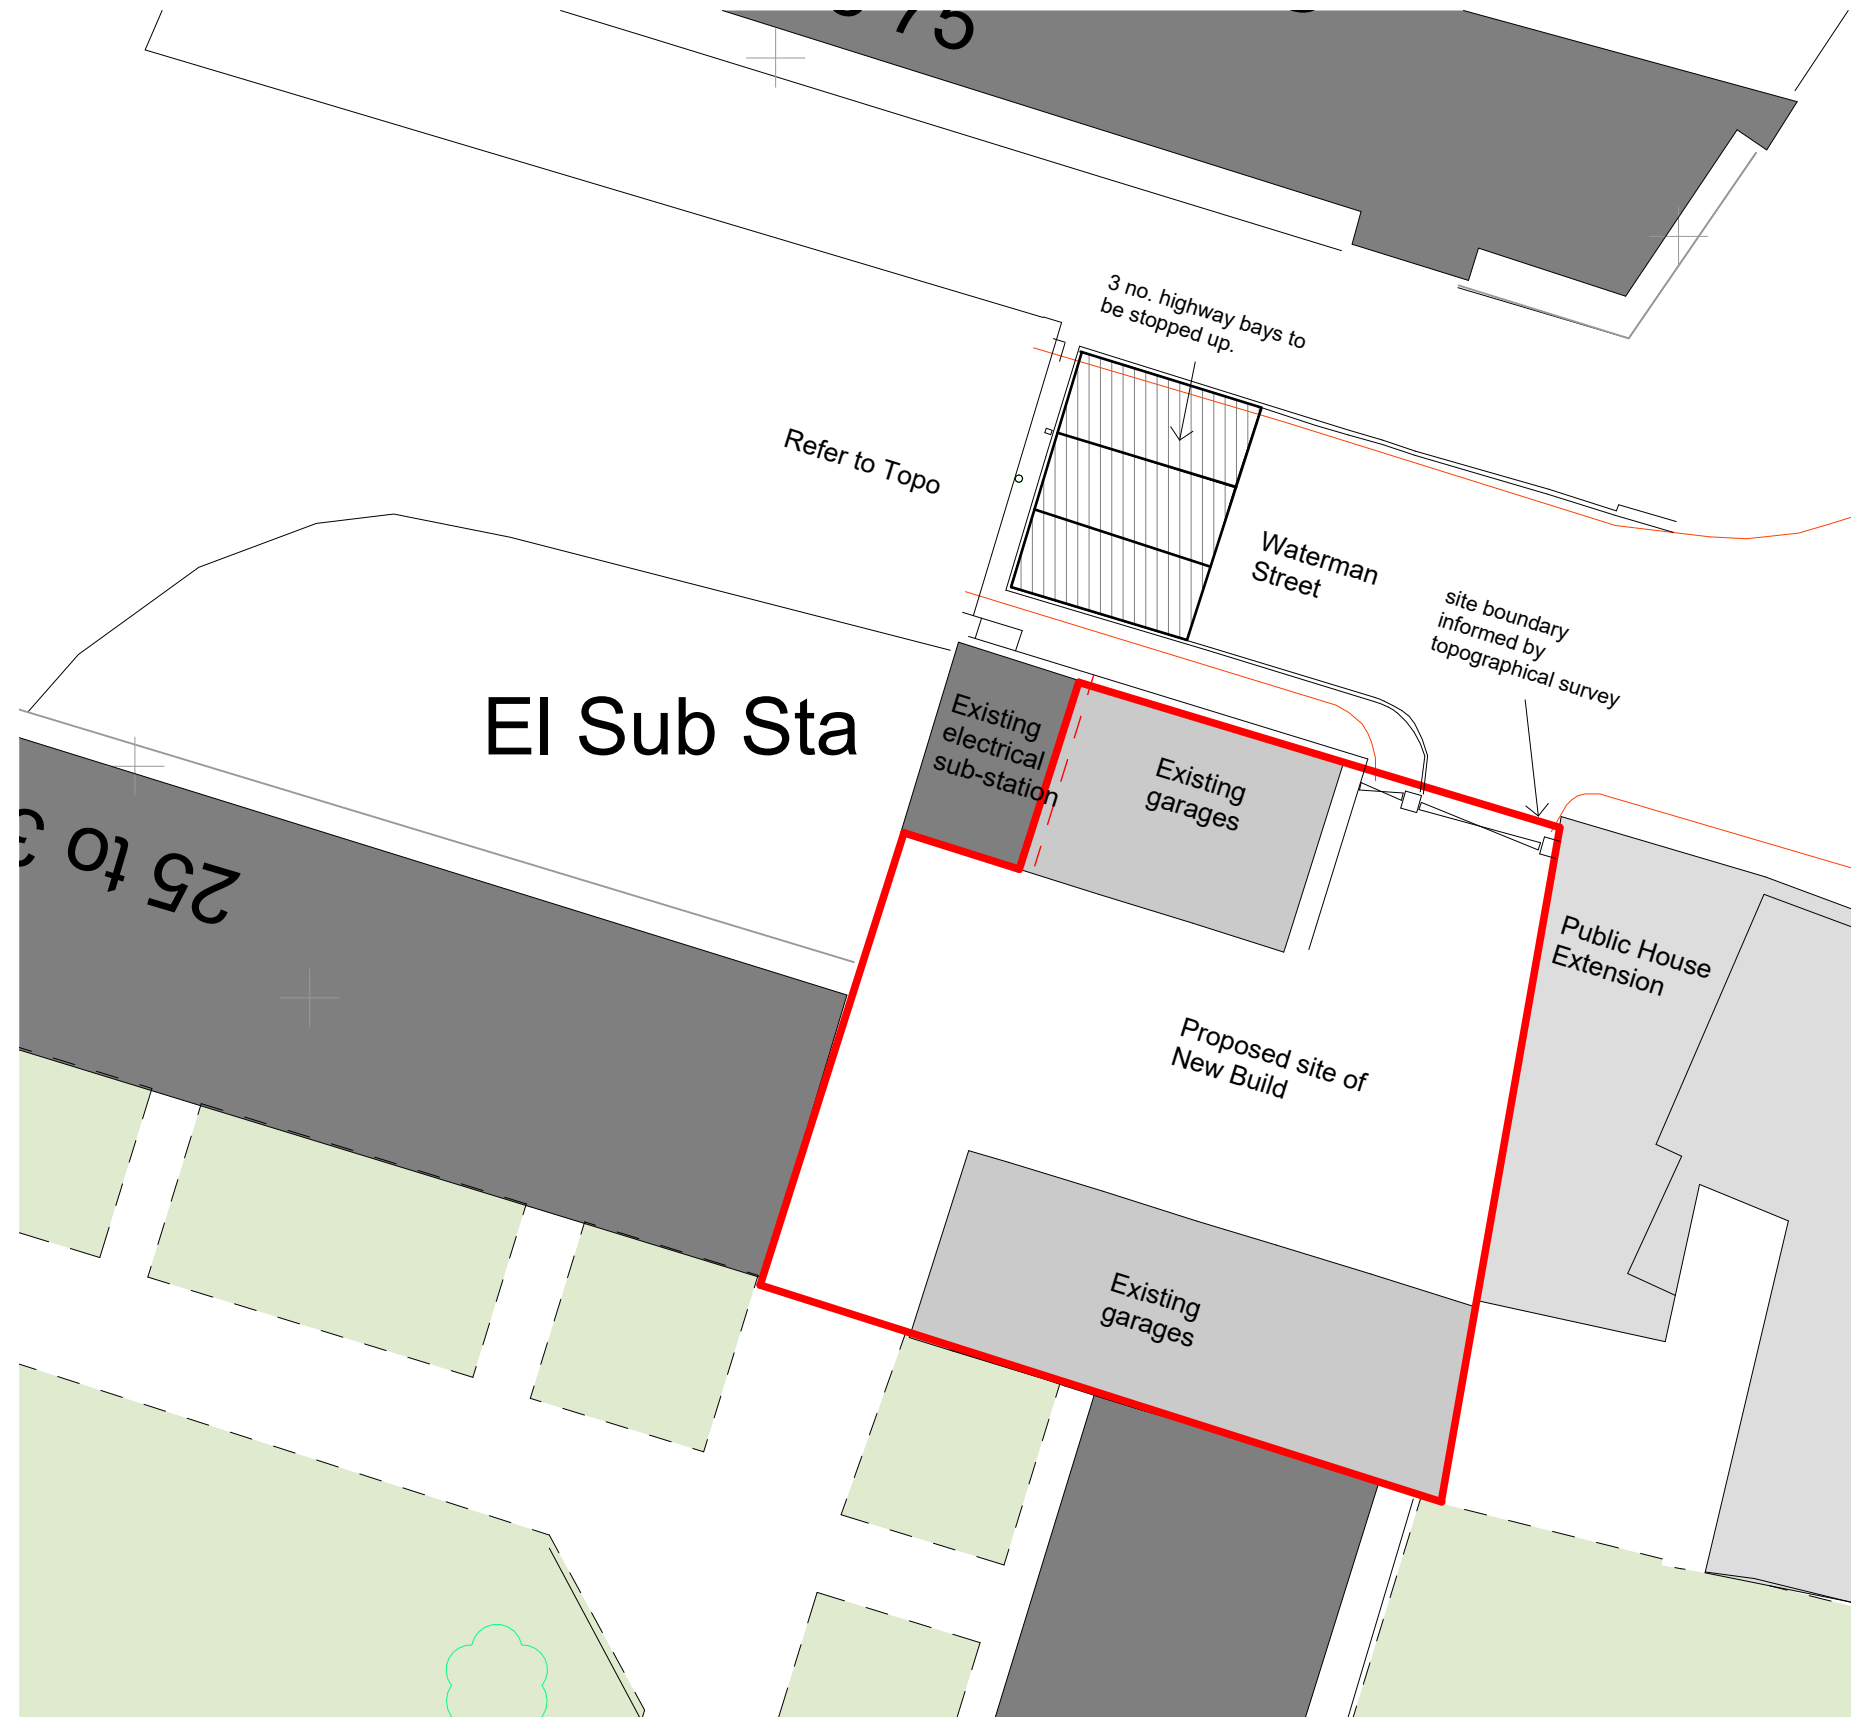 75
3 no. highway bays to
be stopped up.
Refer to Topo
Waterman
Street
site boundary
informed by
topographical survey
El Sub Sta
Existing
electrical
sub-station
Existing
garages
25 to
Public House
Extension
Proposed site of
New Build
Existing
garages